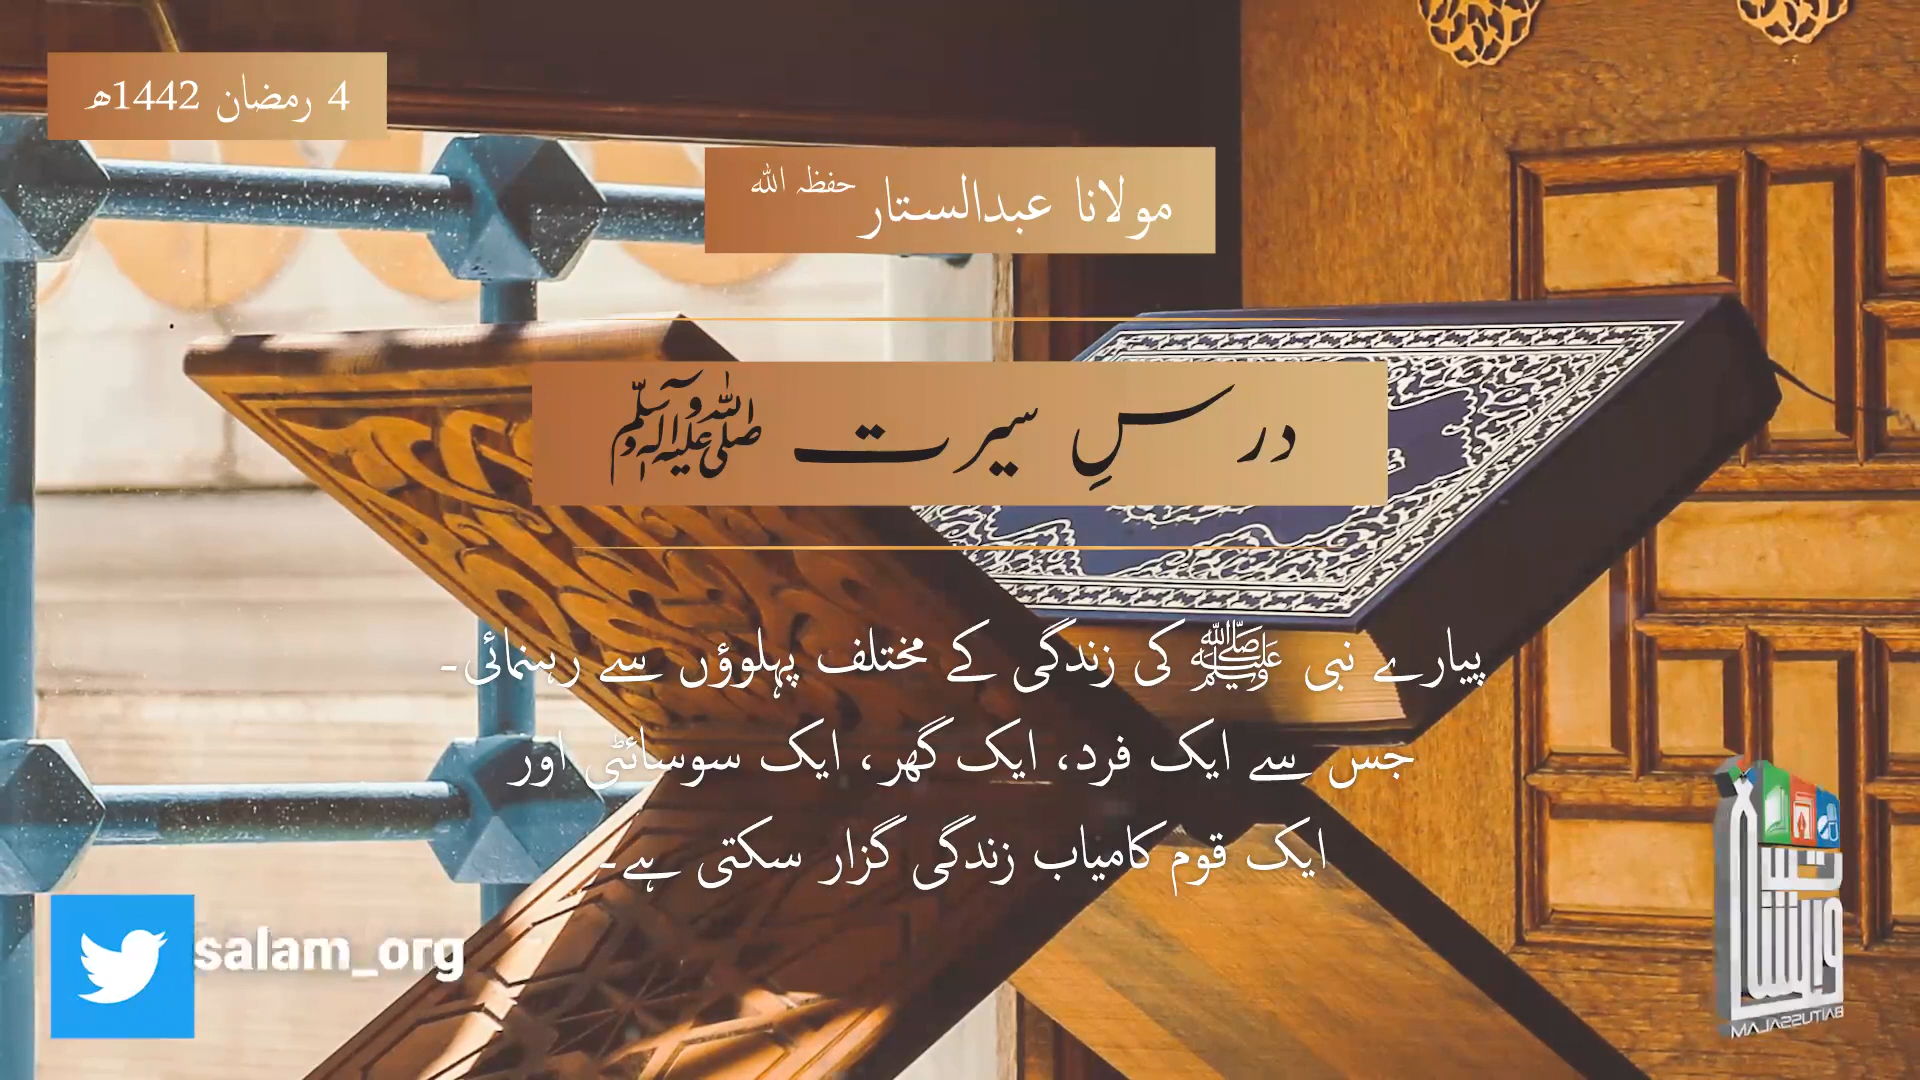 4 رمضان 1442ھ
مولانا عبدالستار حفظہ اللہ
درسِ سیرت صلی اللہ علیہ وآلہ وسلم
پیارے نبی ﷺ کی زندگی کے مختلف پہلوؤں سے رہنمائی۔
جس سے ایک فرد، ایک گھر، ایک سوسائٹی اور
ایک قوم کامیاب زندگی گزار سکتی ہے۔
salam_org
BAITUSSALAM